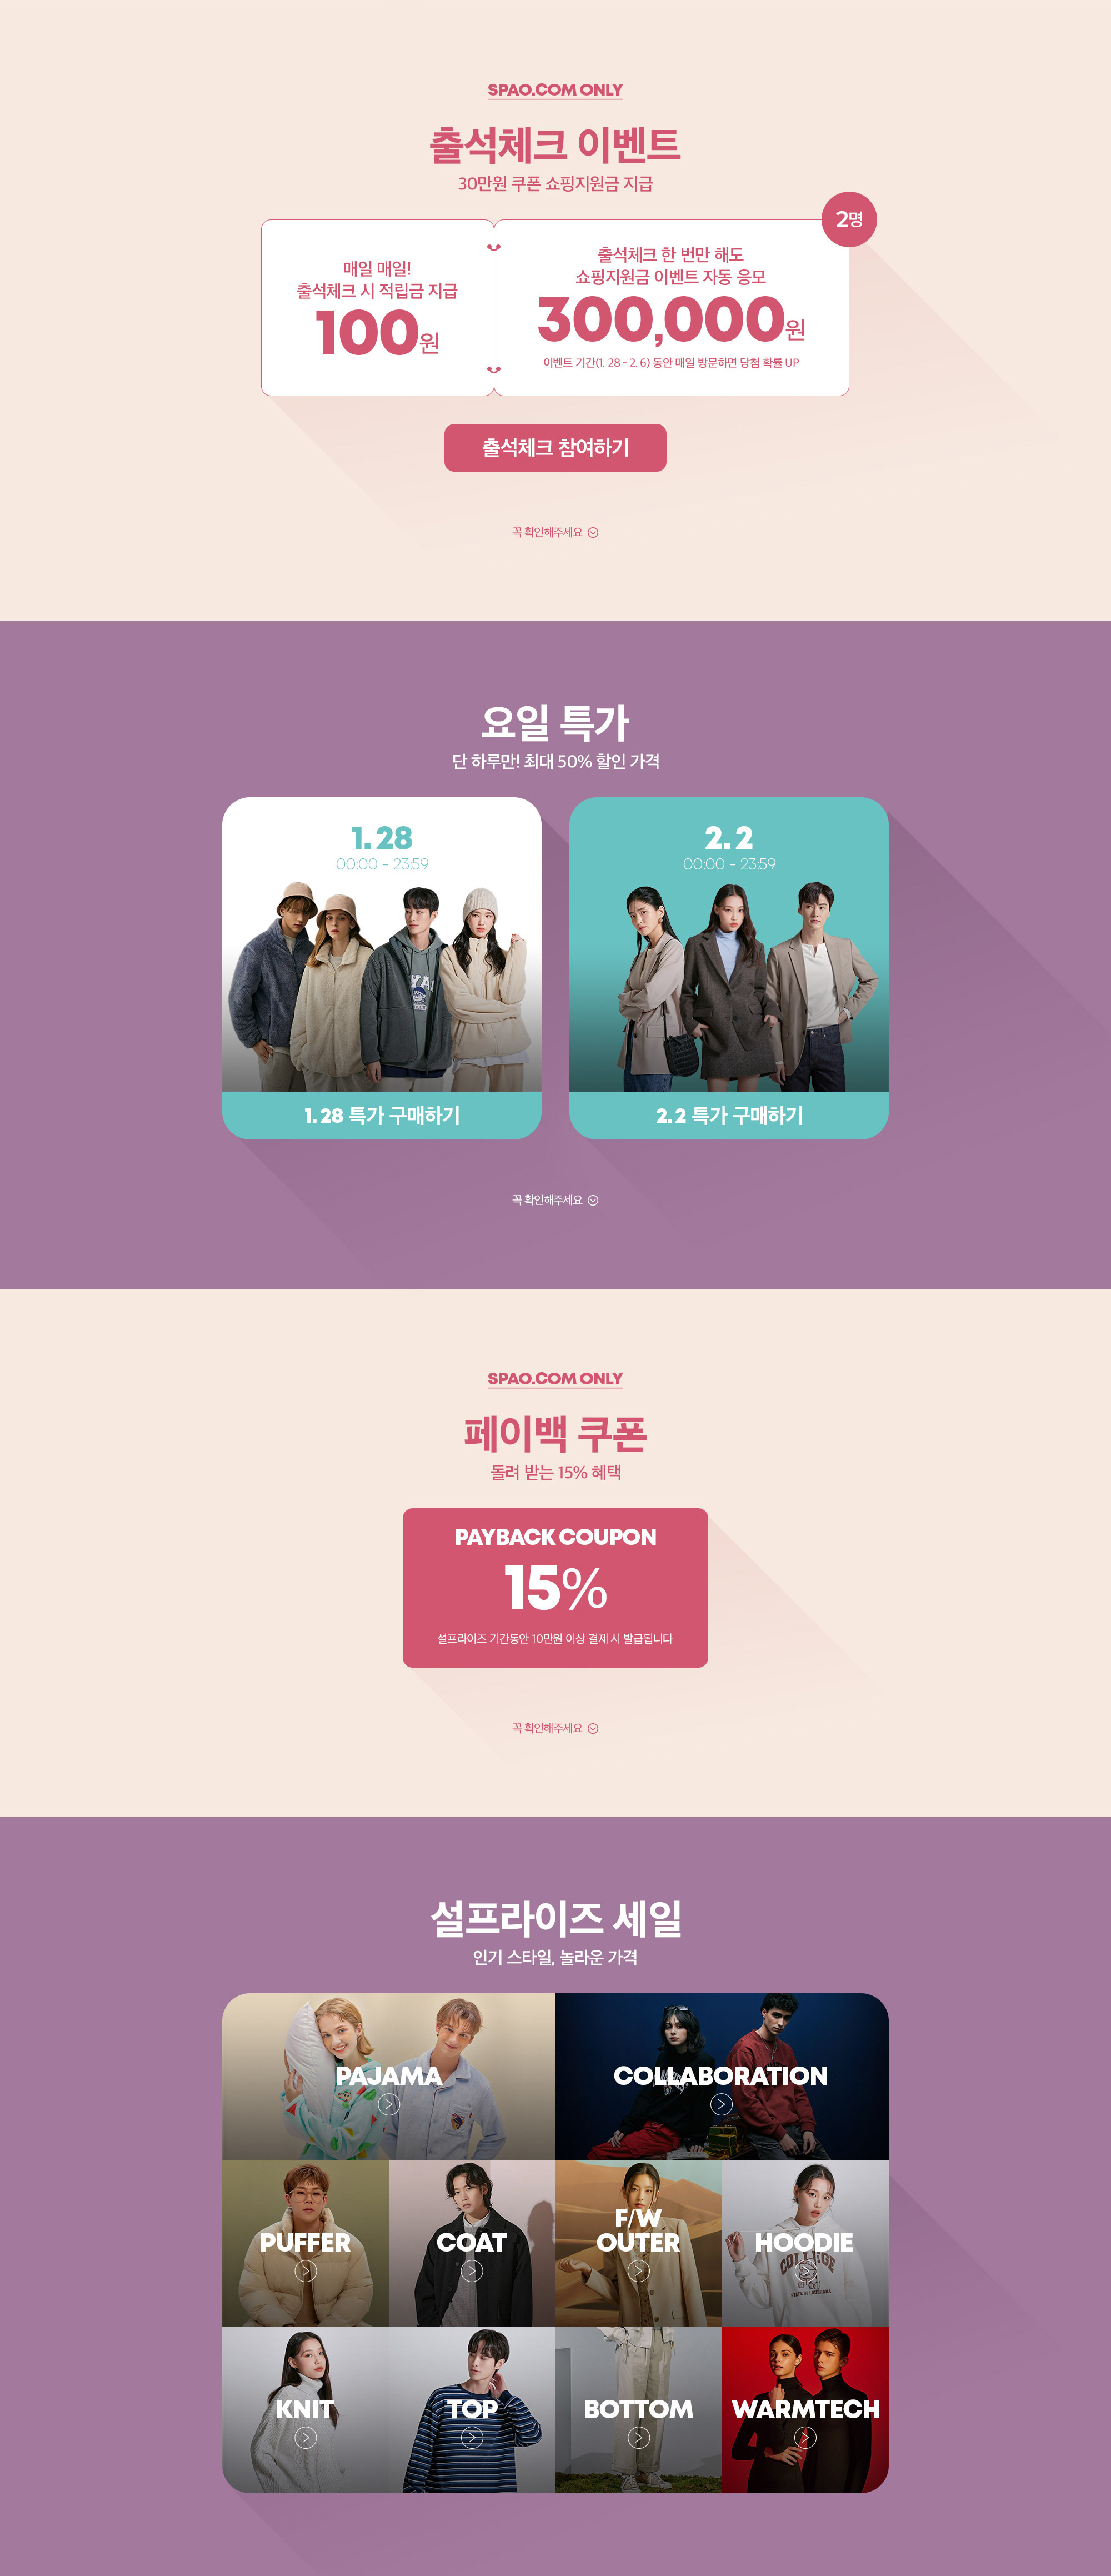 SPAO.COM ONLY
출석체크 이벤트
30만원 쿠폰 쇼핑지원금 지급
2명
매일 매일!
출석체크 시 적립금 지급
100원
출석체크 한 번만 해도
쇼핑지원금 이벤트 자동 응모
300,000원
이벤트 기간(1. 28 - 2. 6) 동안 매일 방문하면 당첨 확률 UP
출석체크 참여하기
꼭 확인해주세요
요일 특가
단 하루만! 최대 50% 할인 가격
1. 28
00:00 - 23:59
1. 28 특가 구매하기
2. 2
00:00 - 23:59
2. 2 특가 구매하기
꼭 확인해주세요
SPAO.COM ONLY
페이백 쿠폰
돌려 받는 15% 혜택
PAYBACK COUPON
15%
설프라이즈 기간동안 10만원 이상 결제 시 발급됩니다
꼭 확인해주세요
설프라이즈 세일
인기 스타일, 놀라운 가격
PAJAMA
COLLABORATION
PUFFER
COAT
F/W
OUTER
HOODIE
COLLEGE
KNIT
TOP
BOTTOM
WARMTECH